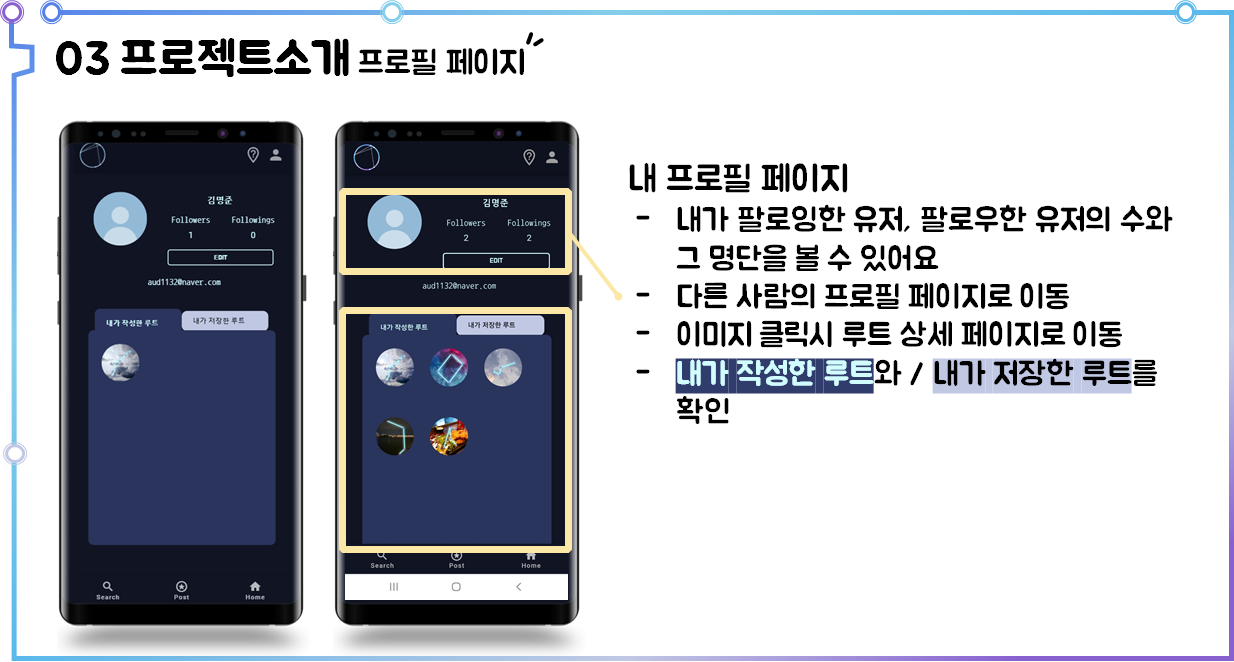 03 프로젝트소개 프로필 페이지
김명준
Followers Followings
1 0
EDIT
aud1132@naver.com
내가 작성한 루트 내가 저장한 루트
Search Post Home
김명준
Followers Followings
2 2
EDIT
aud1132@naver.com
내가 작성한 루트 내가 저장한 루트
Search Post Home
내 프로필 페이지
- 내가 팔로잉한 유저, 팔로우한 유저의 수와
그 명단을 볼 수 있어요
- 다른 사람의 프로필 페이지로 이동
- 이미지 클릭시 루트 상세 페이지로 이동
- 내가 작성한 루트와 / 내가 저장한 루트를
확인